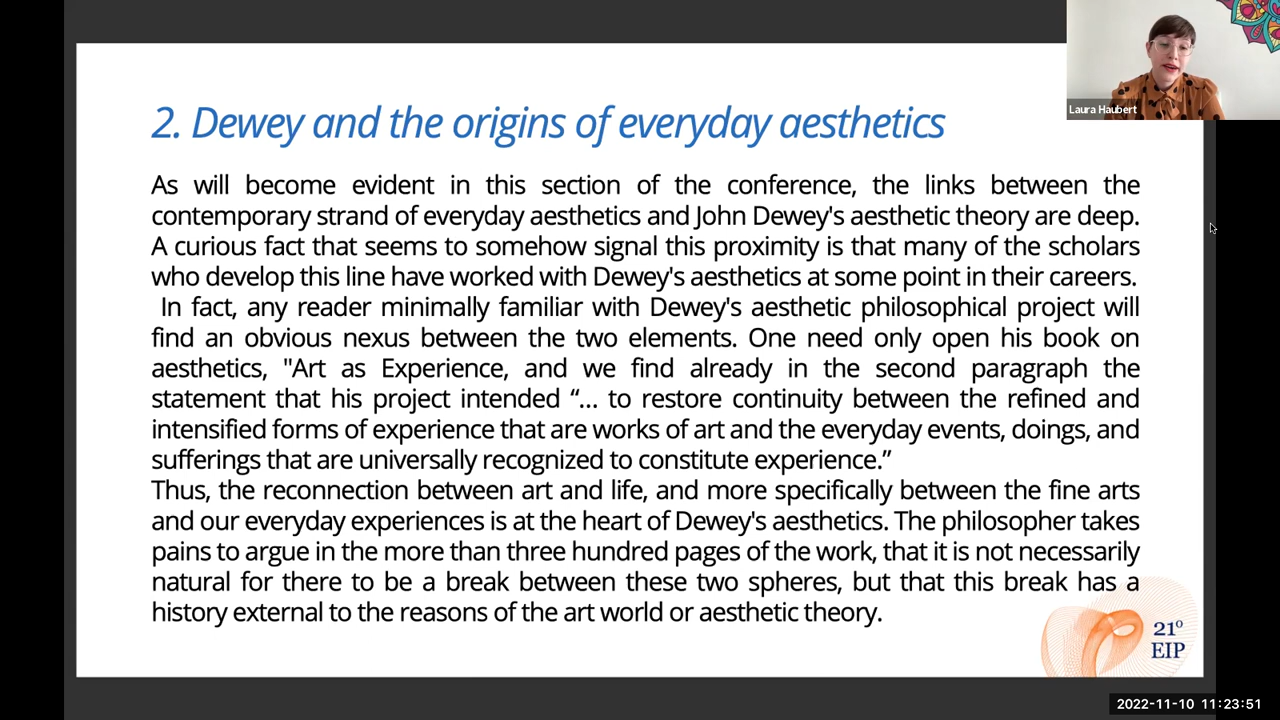 Laura Haubert
2. Dewey and the origins of everyday aesthetics
As will become evident in this section of the conference, the links between the
contemporary strand of everyday aesthetics and John Dewey's aesthetic theory are deep.
A curious fact that seems to somehow signal this proximity is that many of the scholars
who develop this line have worked with Dewey's aesthetics at some point in their careers.
In fact, any reader minimally familiar with Dewey's aesthetic philosophical project will
find an obvious nexus between the two elements. One need only open his book on
aesthetics, "Art as Experience, and we find already in the second paragraph the
statement that his project intended “... to restore continuity between the refined and
intensified forms of experience that are works of art and the everyday events, doings, and
sufferings that are universally recognized to constitute experience.”
Thus, the reconnection between art and life, and more specifically between the fine arts
and our everyday experiences is at the heart of Dewey's aesthetics. The philosopher takes
pains to argue in the more than three hundred pages of the work, that it is not necessarily
natural for there to be a break between these two spheres, but that this break has a
history external to the reasons of the art world or aesthetic theory.
21º
EIP
2022-11-10 11:23:51